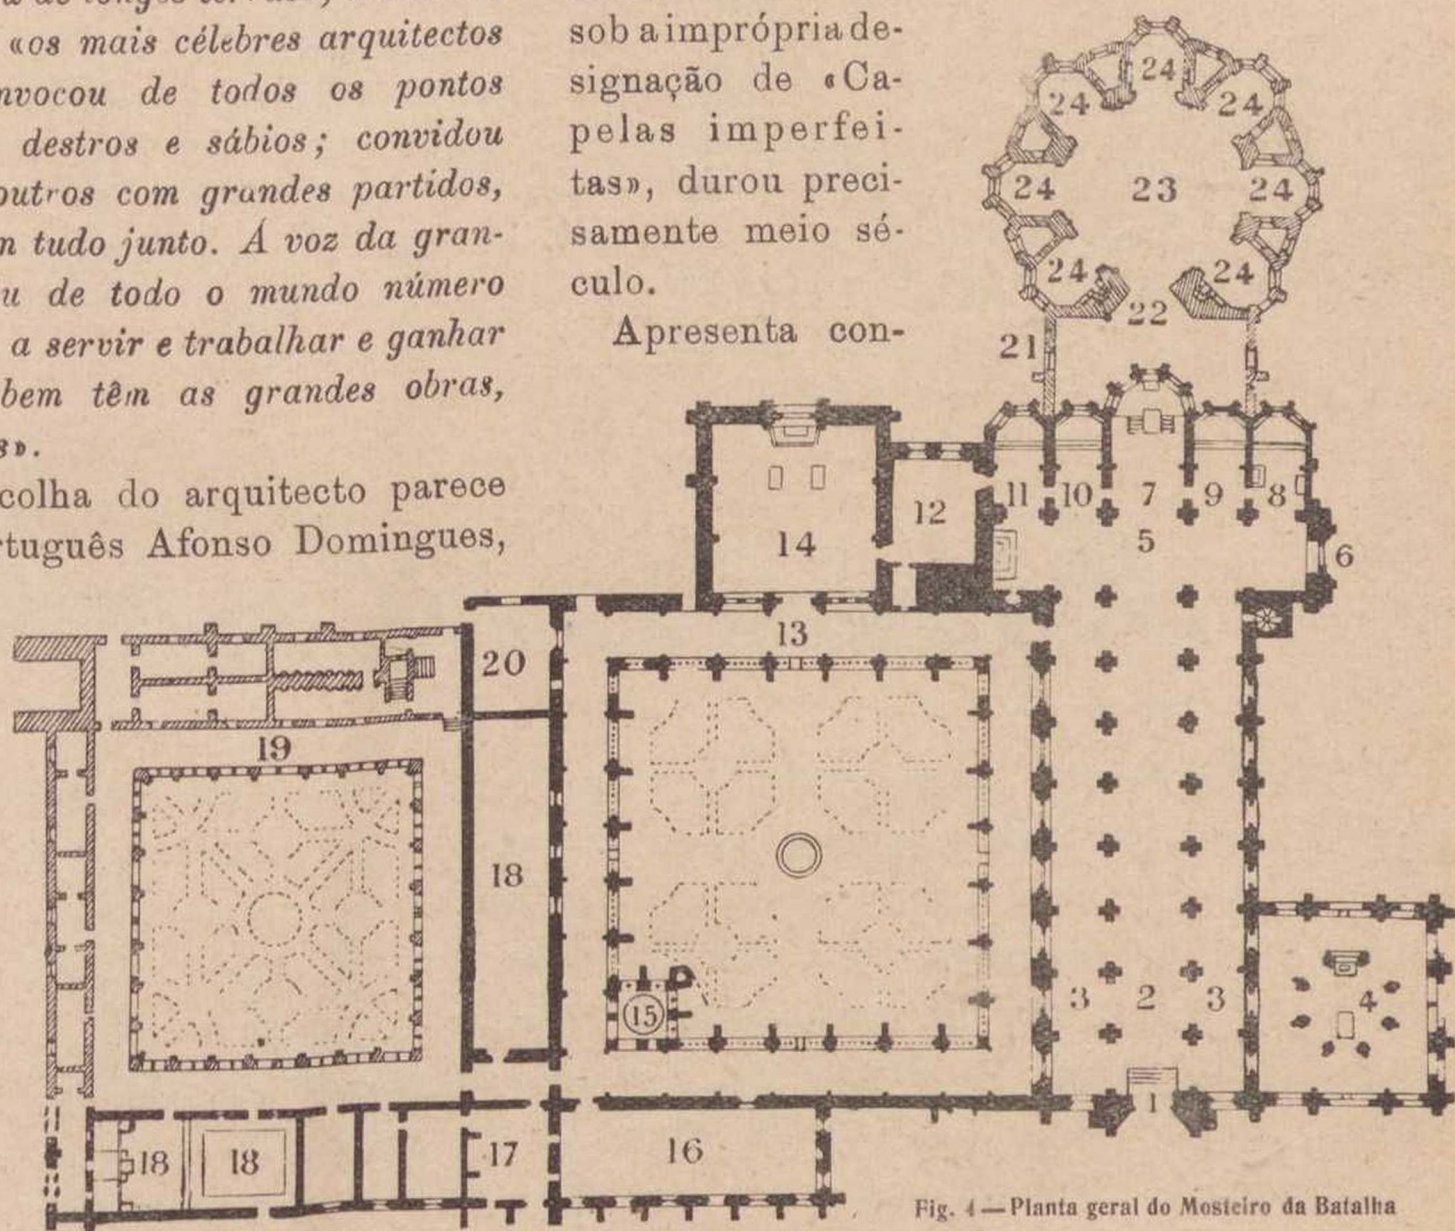 «os mais célebres arquitectos
nvocou de todos os pontos
destros e sábios; convidou
outros com grandes partidos,
m tudo junto. Á voz da gran-
u de todo o mundo número
a servir e trabalhar e ganhar
bem têm as grandes obras,
s».
colha do arquitecto parece
rtuguês Afonso Domingues,
sob a imprópria de-
signação de «Ca-
pelas imperfei-
tas», durou preci-
samente meio sé-
culo.
Apresenta con-
24
24 24
24 23 24
24 24
22
21
11 10 7 9 8
12
14 5 6
13
20
19
18
15
3 2 3 4
1
18 18 17 16
Fig. 4—Planta geral do Mosteiro da Batalha